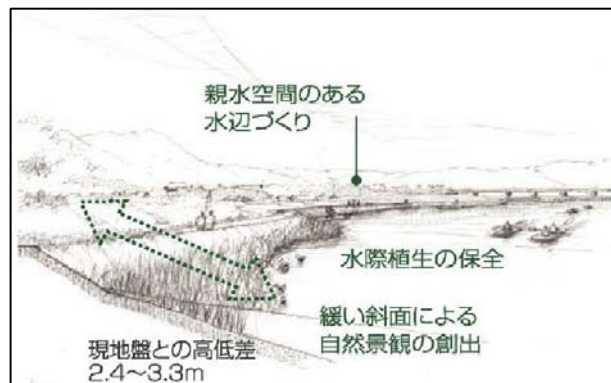 親水空間のある
水辺づくり
水際植生の保全
緩い斜面による
自然景観の創出
現地盤との高低差
2.4～3.3m